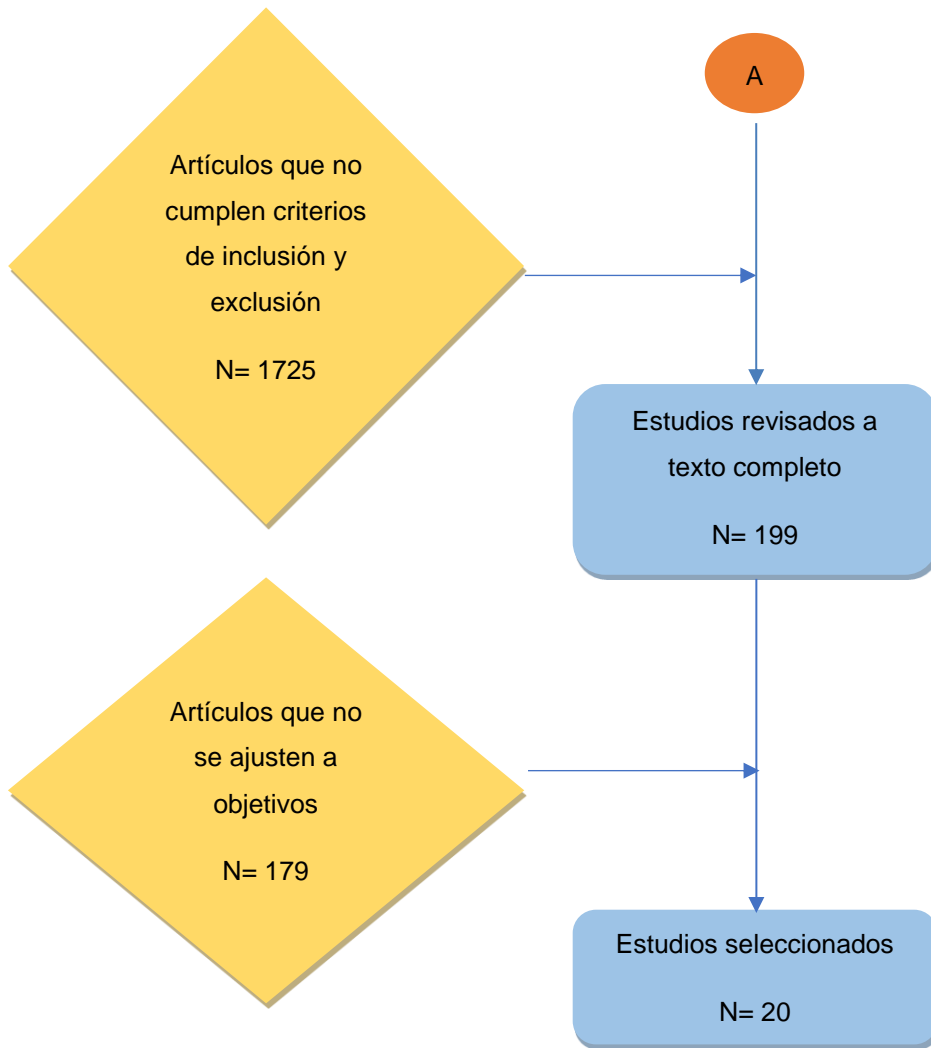 A
Artículos que no
cumplen criterios
de inclusión y
exclusión
N= 1725
Estudios revisados a
texto completo
N= 199
Artículos que no
se ajusten a
objetivos
N= 179
Estudios seleccionados
N= 20